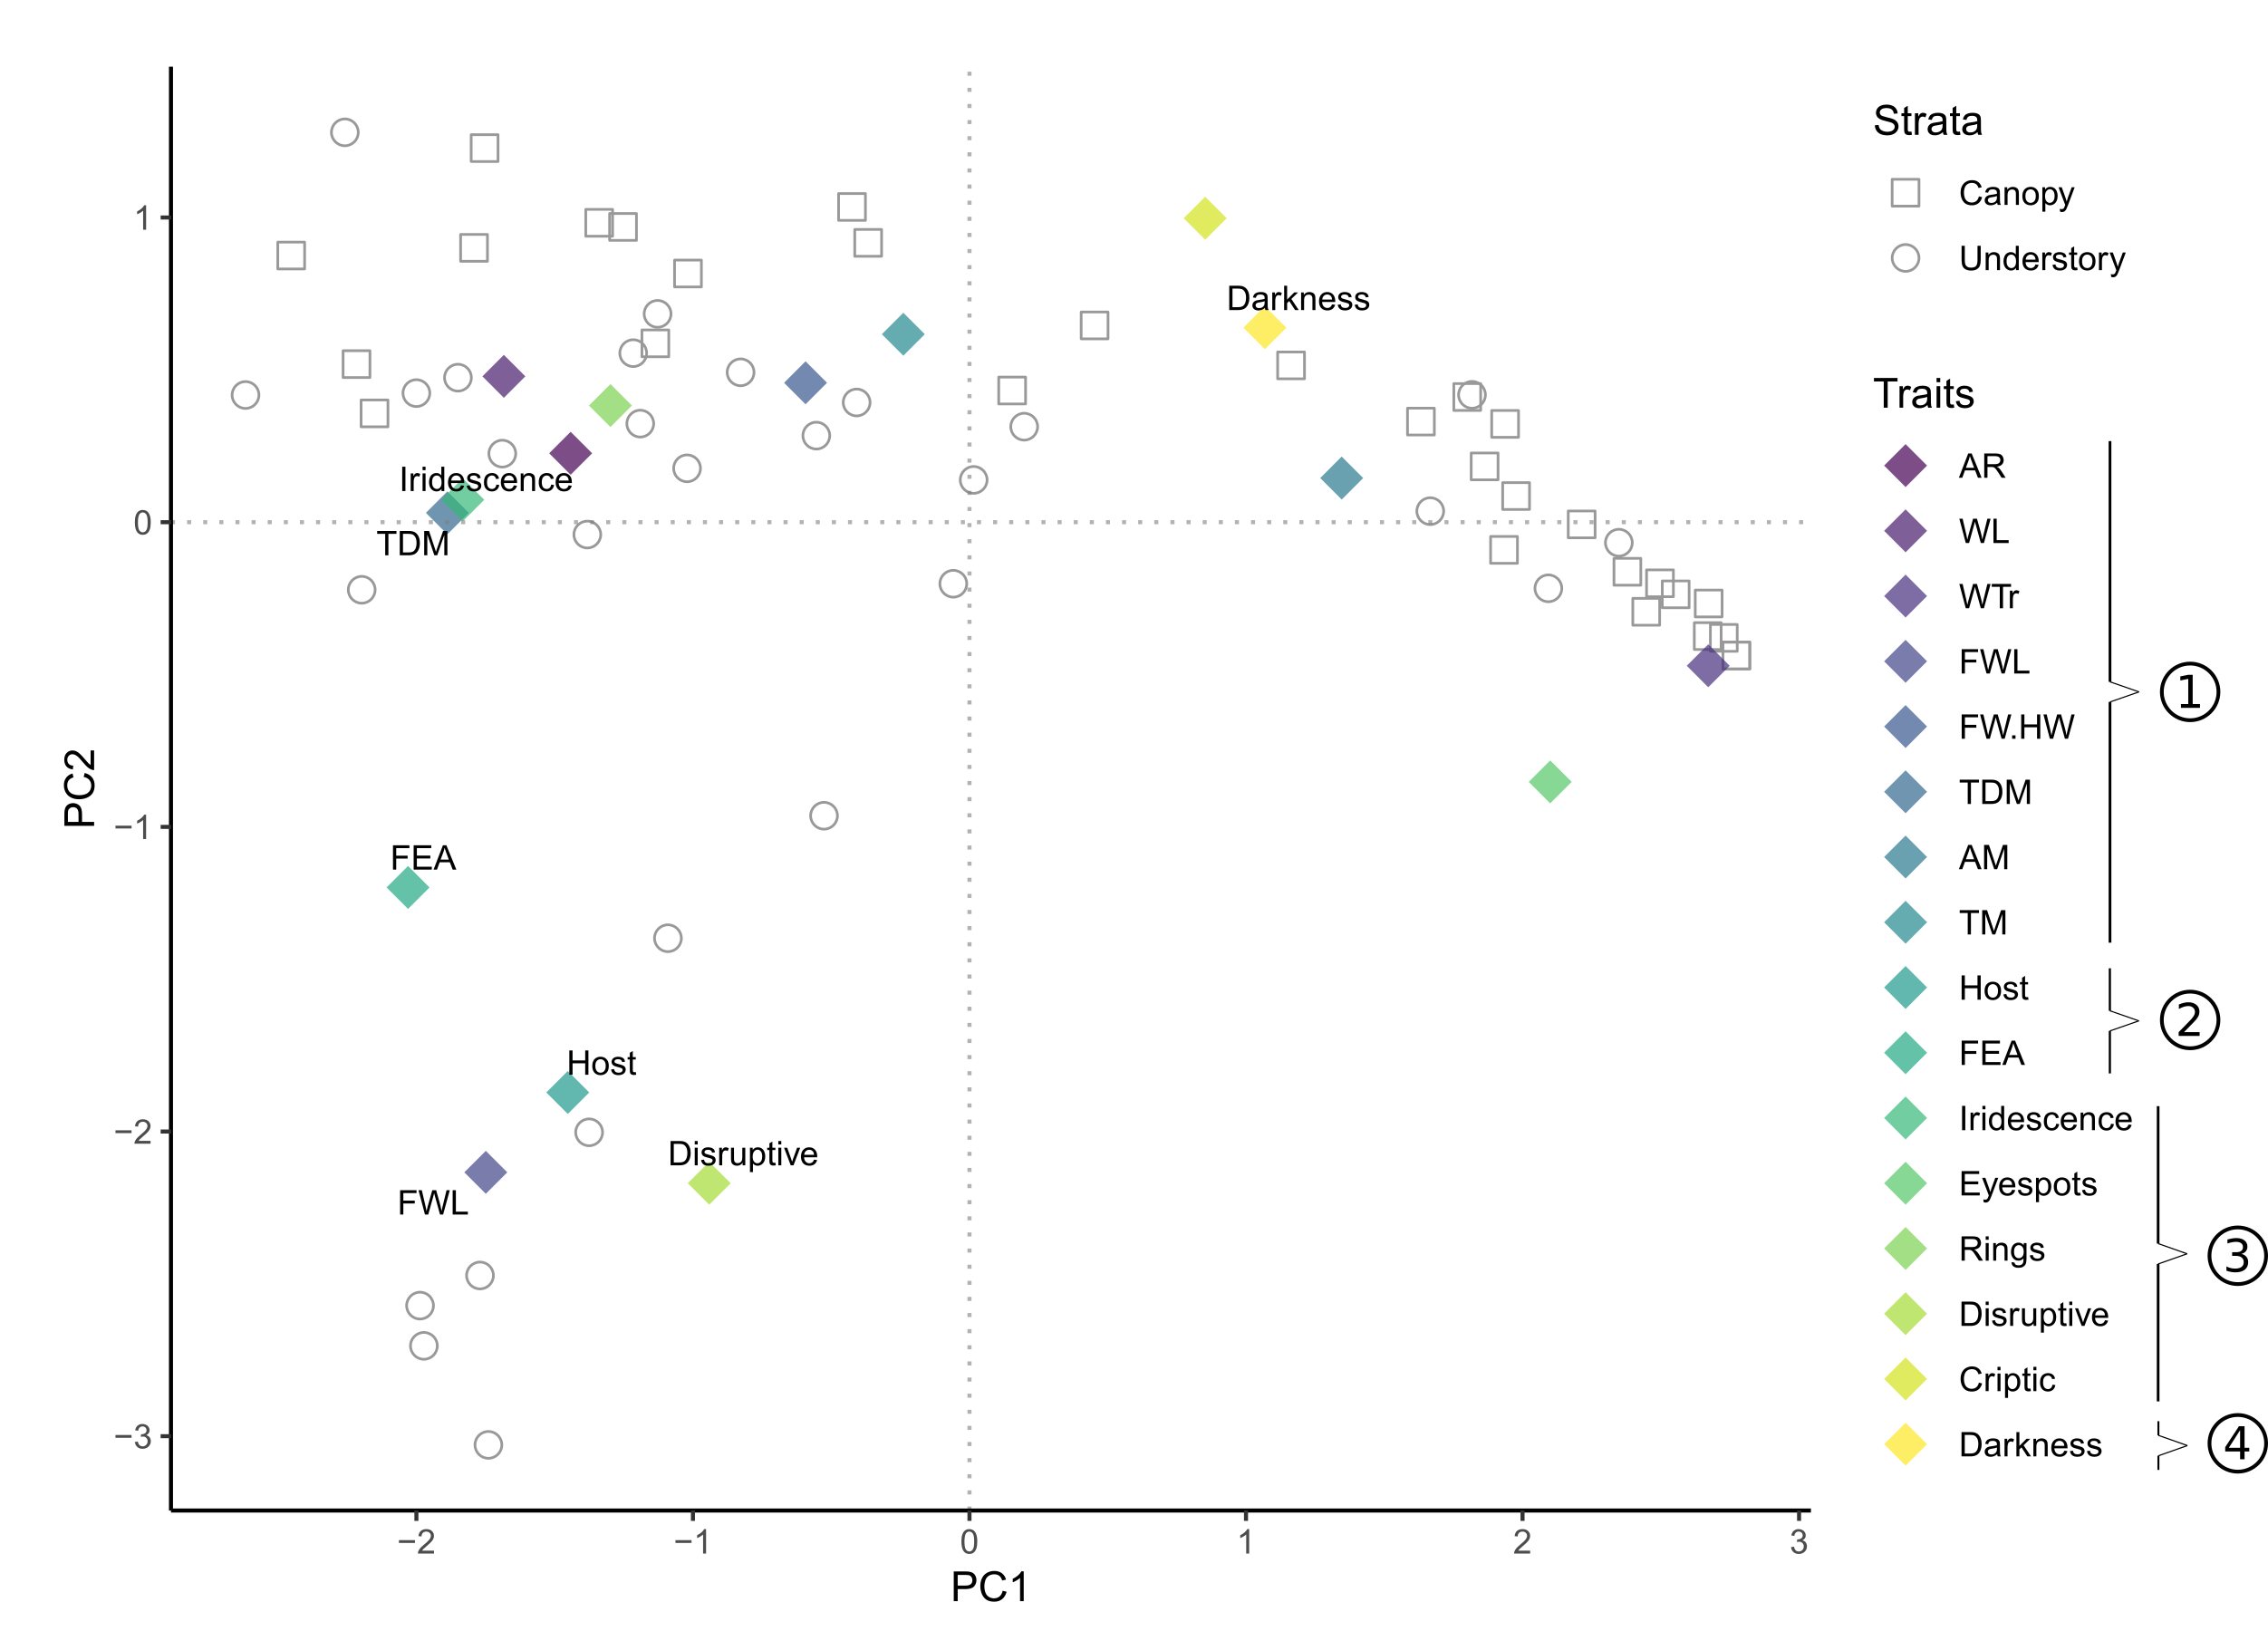 Strata
Canopy
Understory
Traits
AR
WL
WTr
FWL
FW.HW
TDM
AM
TM
Host
FEA
Iridescence
Eyespots
Rings
Disruptive
Criptic
Darkness
①
②
③
④
PC2
1
0
−1
−2
−3
Darkness
Iridescence
TDM
FEA
Host
Disruptive
FWL
−2
−1
0
1
2
3
PC1